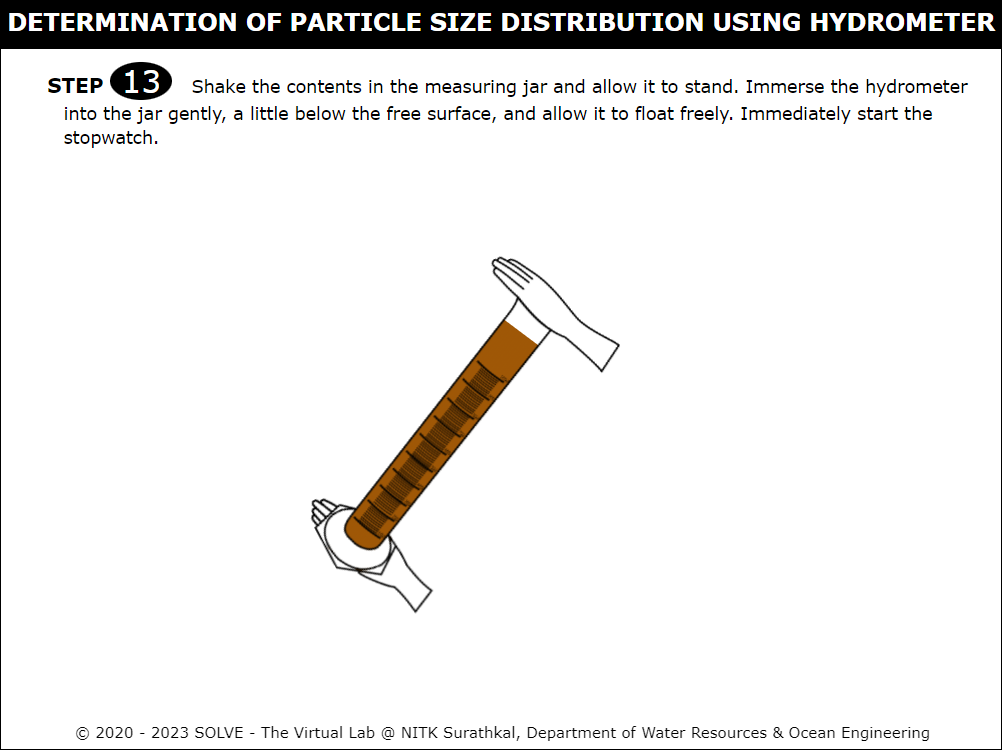 DETERMINATION OF PARTICLE SIZE DISTRIBUTION USING HYDROMETER
STEP 13 Shake the contents in the measuring jar and allow it to stand. Immerse the hydrometer
into the jar gently, a little below the free surface, and allow it to float freely. Immediately start the
stopwatch.
© 2020 - 2023 SOLVE - The Virtual Lab @ NITK Surathkal, Department of Water Resources & Ocean Engineering